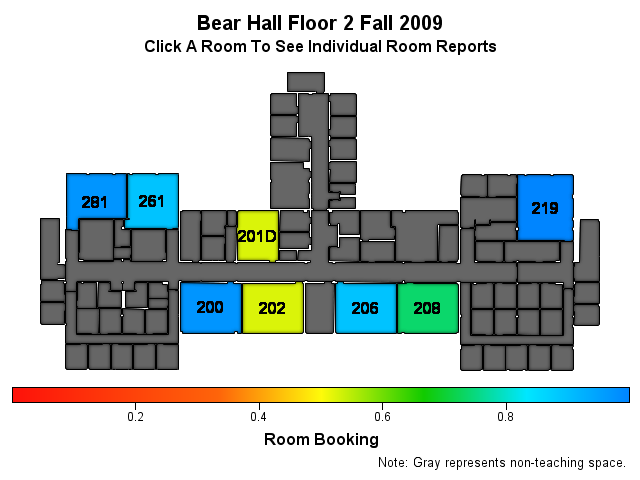 Bear Hall Floor 2 Fall 2009
Click A Room To See Individual Room Reports
281
261
219
201D
200
202
206
208
0.2
0.4
0.6
0.8
Room Booking
Note: Gray represents non-teaching space.